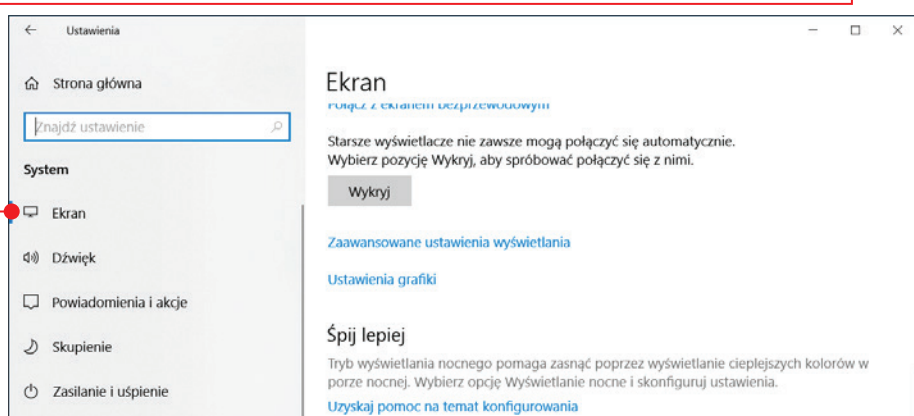 Ustawienia
Strona główna
Znajdź ustawienie
System
Ekran
Dźwięk
Powiadomienia i akcje
Skupienie
Zasilanie i uśpienie
Ekran
Połącz z ekranem bezprzewodowym
Starsze wyświetlacze nie zawsze mogą połączyć się automatycznie.
Wybierz pozycję Wykryj, aby spróbować połączyć się z nimi.
Wykryj
Zaawansowane ustawienia wyświetlania
Ustawienia grafiki
Śpij lepiej
Tryb wyświetlania nocnego pomaga zasnąć poprzez wyświetlanie cieplejszych kolorów w
porze nocnej. Wybierz opcję Wyświetlanie nocne i skonfiguruj ustawienia.
Uzyskaj pomoc na temat konfigurowania